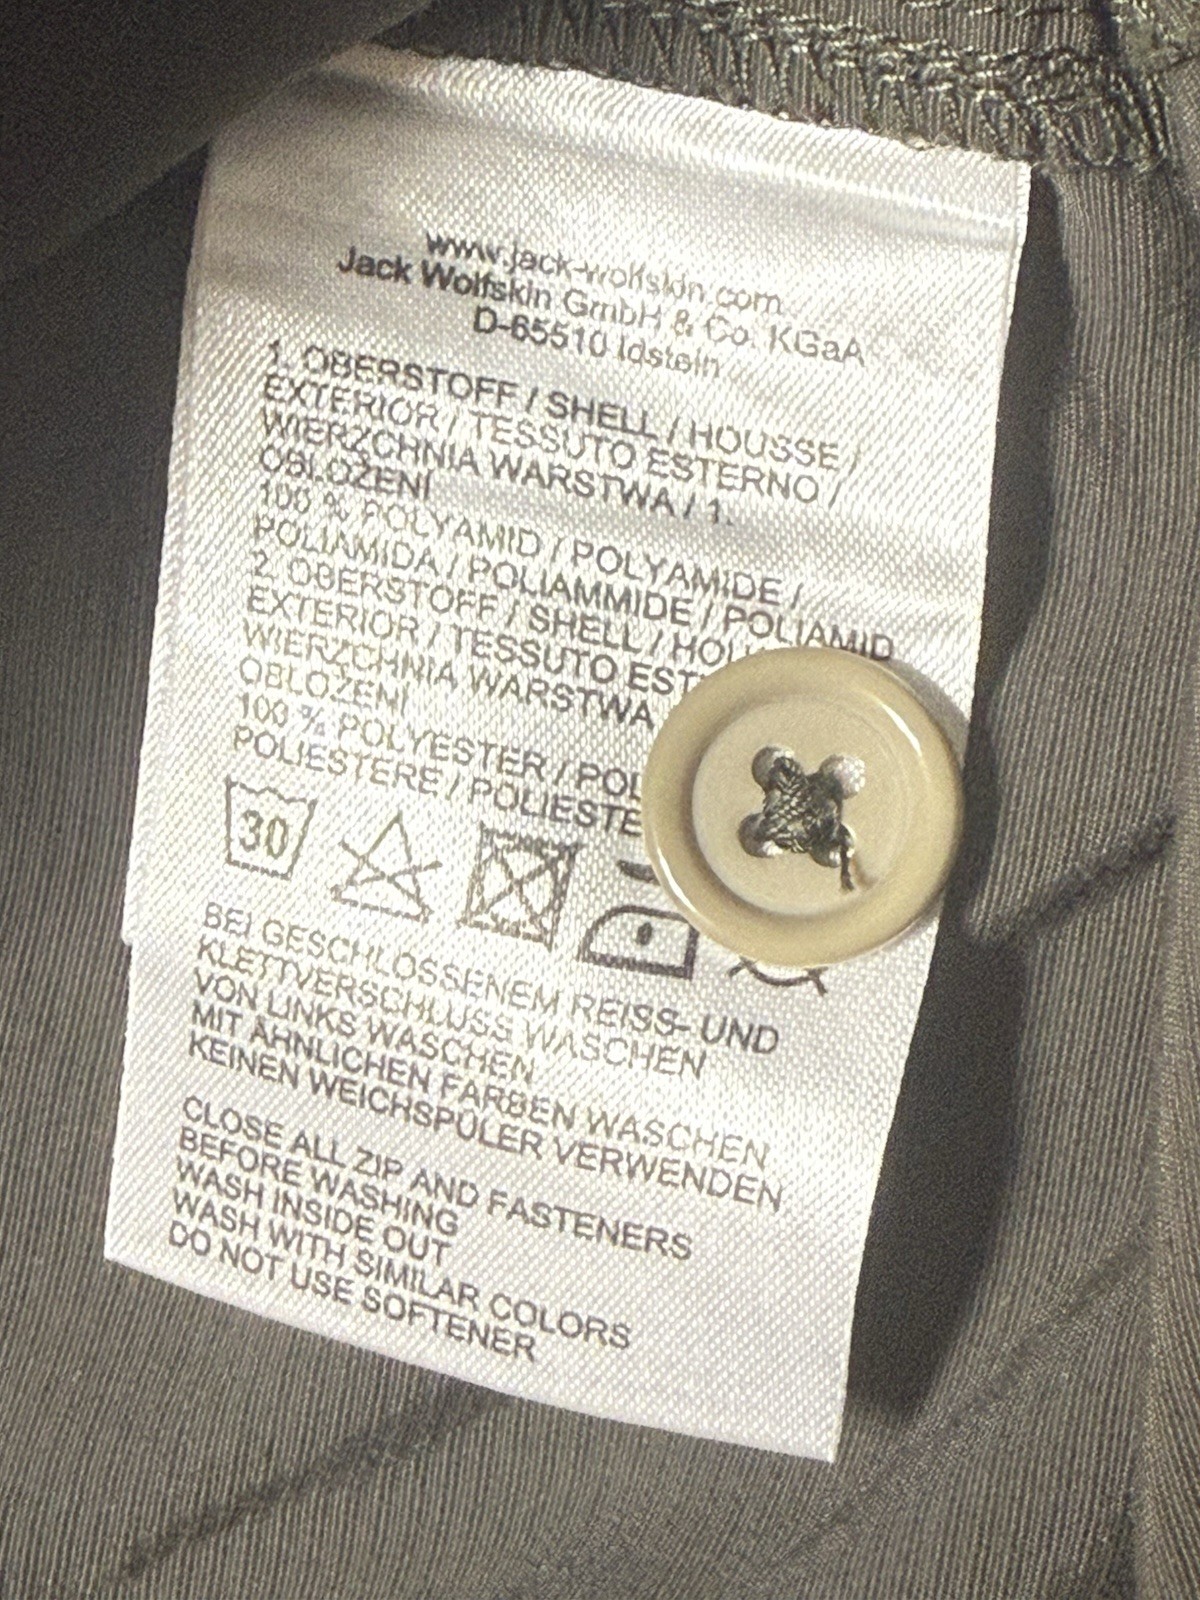 www.jack-wolfskin.com
Jack Wolfskin GmbH & Co. KGaA
D-65510 Idstein
1. OBERSTOFF / SHELL / HOUSSE /
EXTERIOR / TESSUTO ESTERNO /
WIERZCHNIA WARSTWA / 1.
OBLOŽENÍ
100 % POLYAMID / POLYAMIDE /
POLIAMIDA / POLIAMMIDE / POLIAMID
2. OBERSTOFF / SHELL /
EXTERIOR / TESSUTO
WIERZCHNIA WARSTWA
OBLOŽENÍ
100 % POLYESTER /
POLIESTERE /
30
BEI GESCHLOSSENEM REISS- UND
KLETTVERSCHLUSS WASCHEN
VON LINKS WASCHEN
MIT ÄHNLICHEN FARBEN WASCHEN
KEINEN WEICHSPÜLER VERWENDEN
CLOSE ALL ZIP AND FASTENERS
BEFORE WASHING
WASH INSIDE OUT
WASH WITH SIMILAR COLORS
DO NOT USE SOFTENER